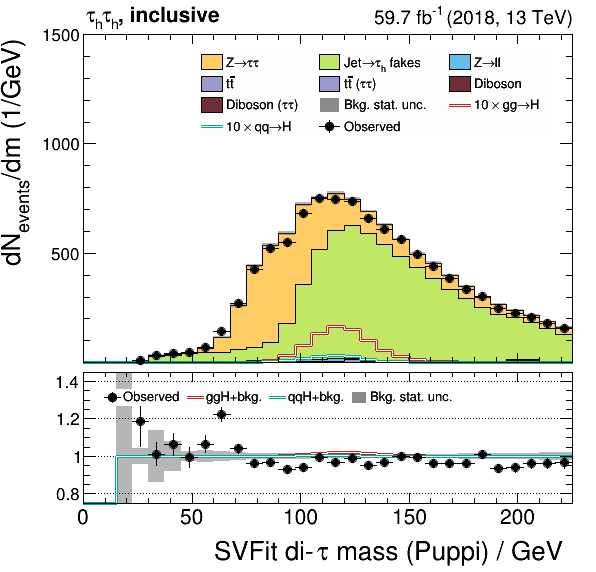 τhτh, inclusive
59.7 fb⁻¹ (2018, 13 TeV)
dNevents/dm (1/GeV)
1500
1000
500
Z→ττ
Jet→τh fakes
Z→ll
tt̄
tt̄ (ττ)
Diboson
Diboson (ττ)
Bkg. stat. unc.
10 × gg→H
10 × qq→H
Observed
1.4
1.2
1
0.8
Observed
ggH+bkg.
qqH+bkg.
Bkg. stat. unc.
0
50
100
150
200
SVFit di-τ mass (Puppi) / GeV